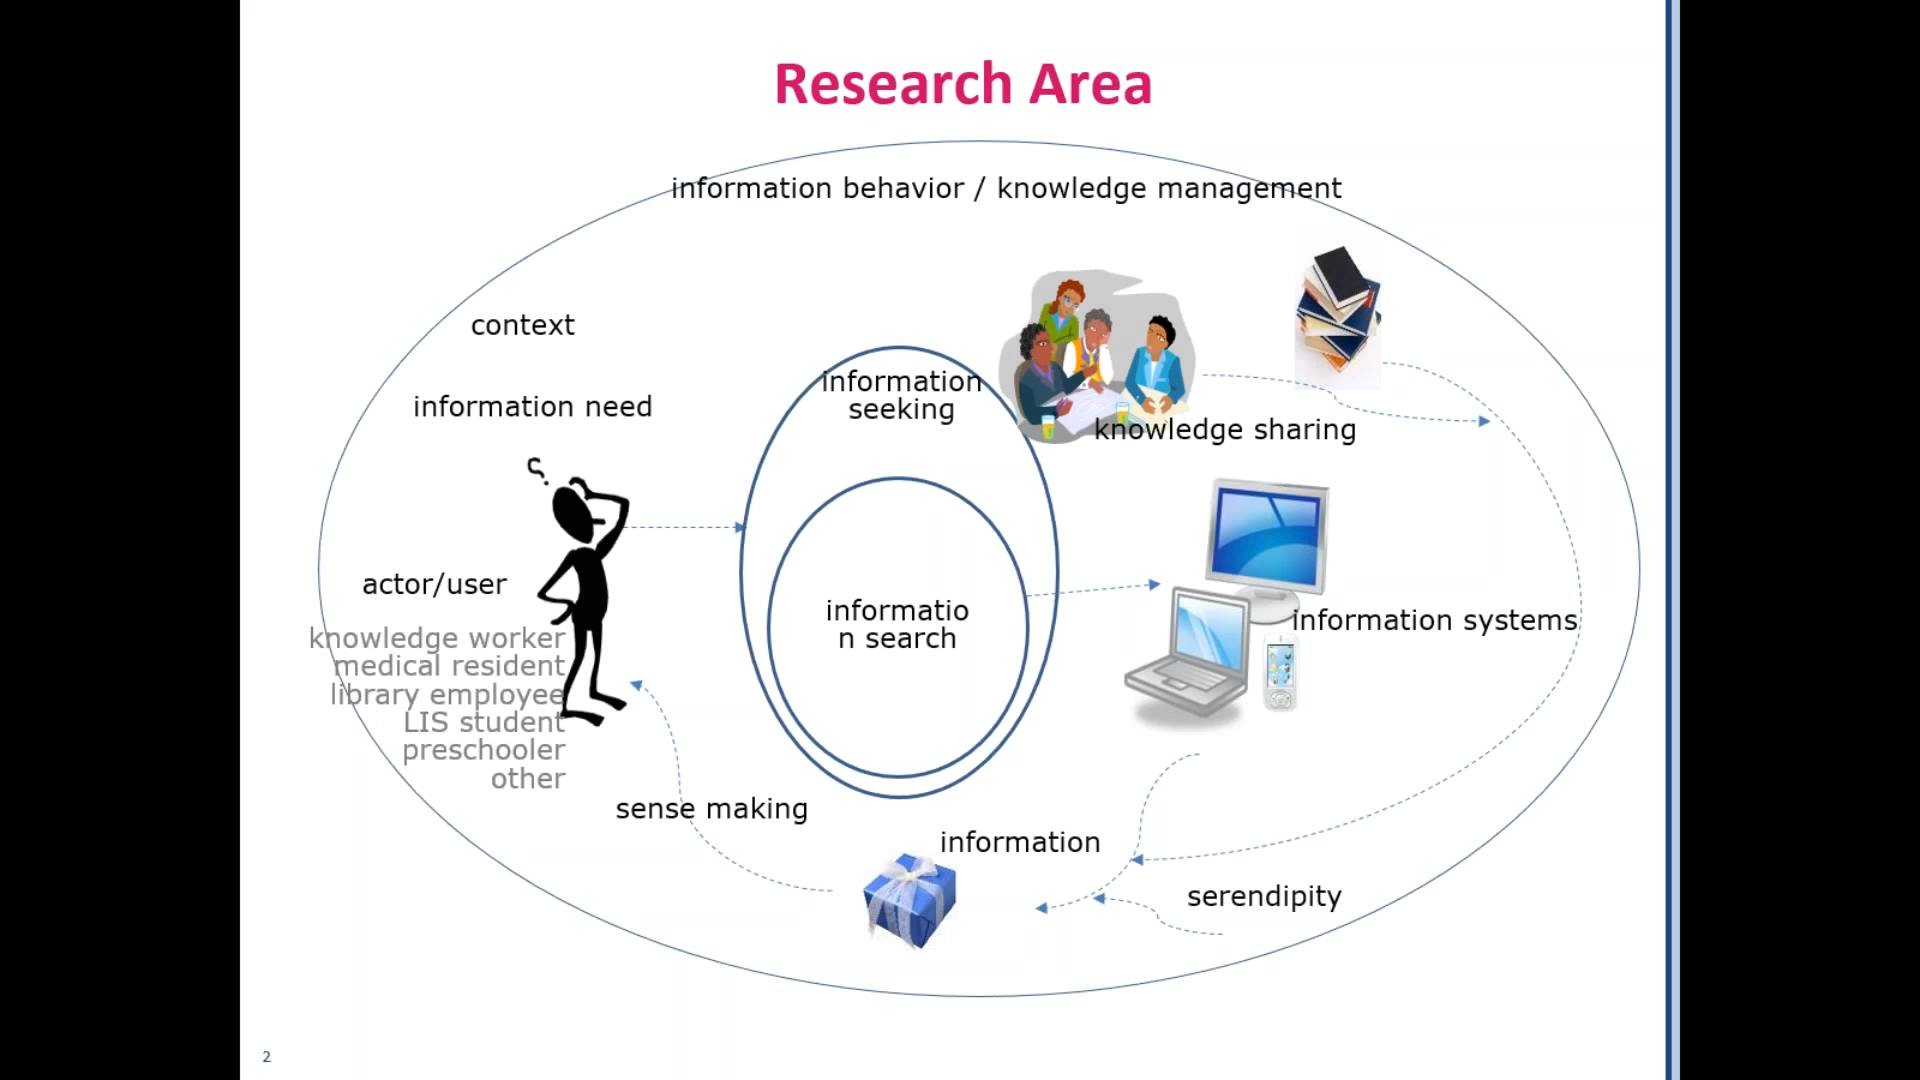 Research Area
information behavior / knowledge management
context
information need
information
seeking
knowledge sharing
actor/user
knowledge worker
medical resident
library employee
LIS student
preschooler
other
informatio
n search
information systems
sense making
information
serendipity
2